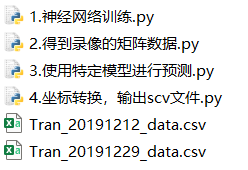 1.神经网络训练.py
2.得到录像的矩阵数据.py
3.使用特定模型进行预测.py
4.坐标转换，输出scv文件.py
Tran_20191212_data.csv
Tran_20191229_data.csv